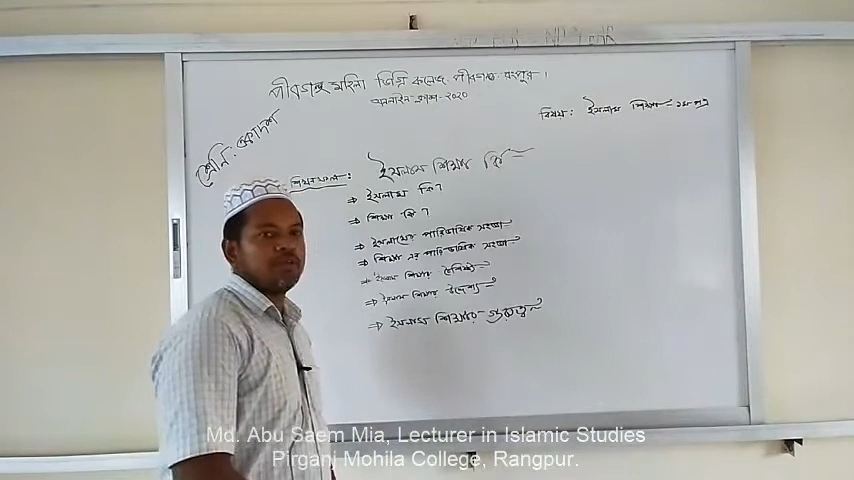 পীরগঞ্জ মহিলা ডিগ্রি কলেজ, পীরগঞ্জ, রংপুর।
অনলাইন ক্লাশ-২০২০
বিষয়: ইসলাম শিক্ষা - ১ম পত্র
শ্রেনি: একাদশ
শিখনফল:
ইসলাম শিক্ষা কি
⇒ ইসলাম কি?
⇒ শিক্ষা কি?
⇒ ইসলামের পারিভাষিক সংজ্ঞা
⇒ শিক্ষা এর পারিভাষিক সংজ্ঞা
⇒ ইসলাম শিক্ষার বৈশিষ্ট্য
⇒ ইসলাম শিক্ষার উদ্দেশ্য
⇒ ইসলাম শিক্ষার গুরুত্ব
Md. Abu Saem Mia, Lecturer in Islamic Studies
Pirganj Mohila College, Rangpur.